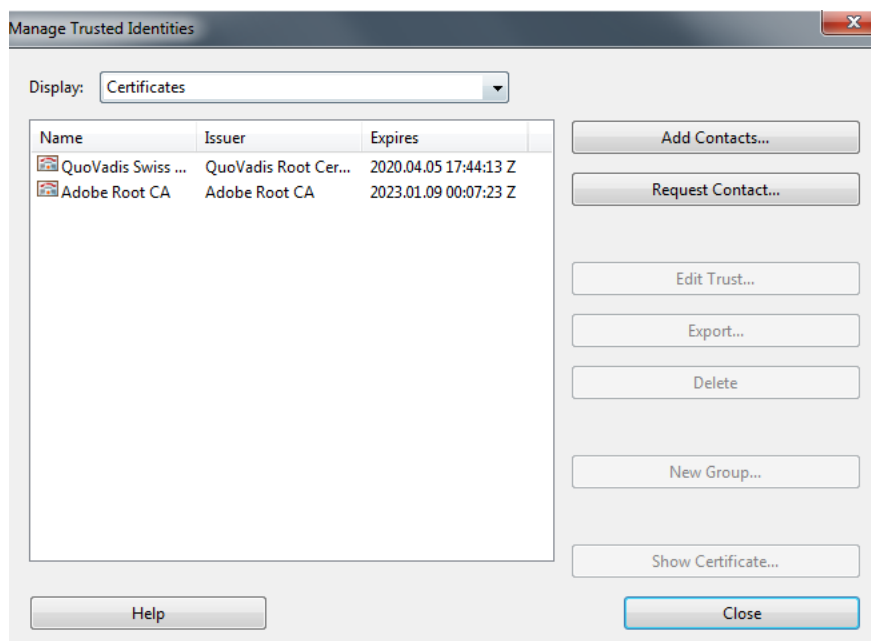 Manage Trusted Identities
Display: Certificates
Name Issuer Expires
QuoVadis Swiss ... QuoVadis Root Cer... 2020.04.05 17:44:13 Z
Adobe Root CA Adobe Root CA 2023.01.09 00:07:23 Z
Add Contacts...
Request Contact...
Edit Trust...
Export...
Delete
New Group...
Show Certificate...
Help
Close